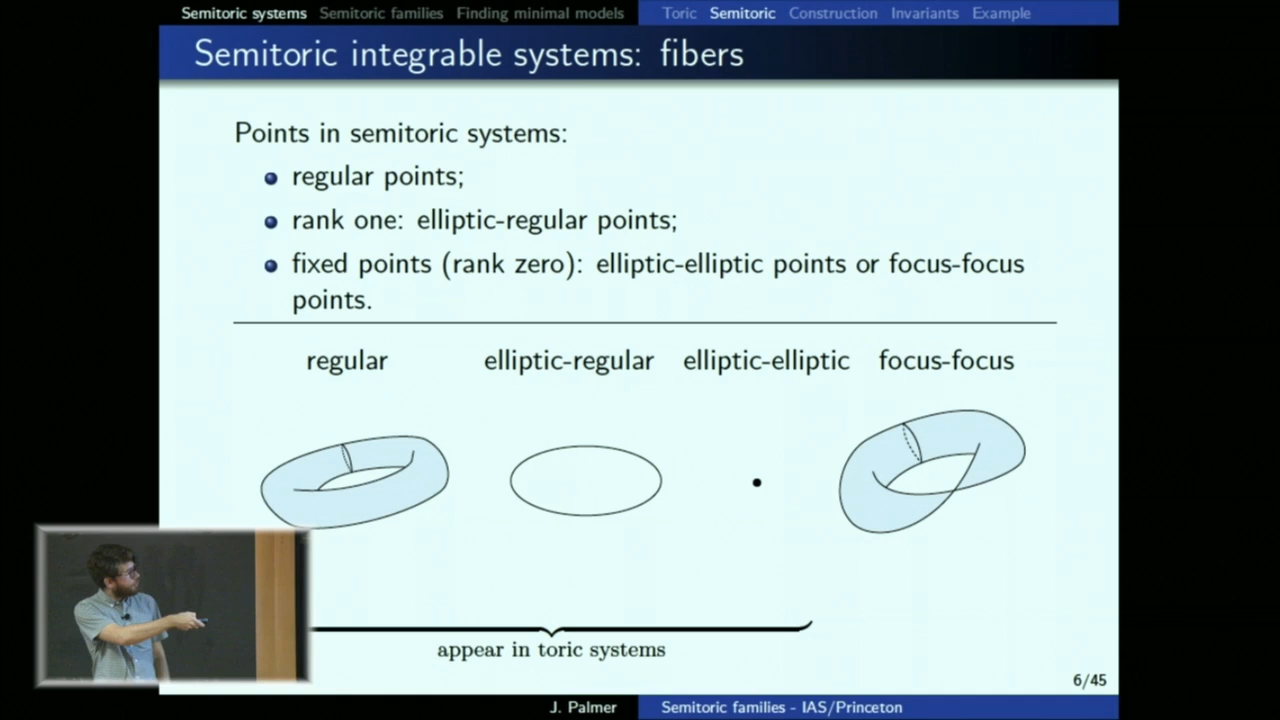 Semitoric systems Semitoric families Finding minimal models Toric Semitoric Construction Invariants Example
Semitoric integrable systems: fibers
Points in semitoric systems:
regular points;
rank one: elliptic-regular points;
fixed points (rank zero): elliptic-elliptic points or focus-focus
points.
regular elliptic-regular elliptic-elliptic focus-focus
appear in toric systems
6/45
J. Palmer Semitoric families - IAS/Princeton